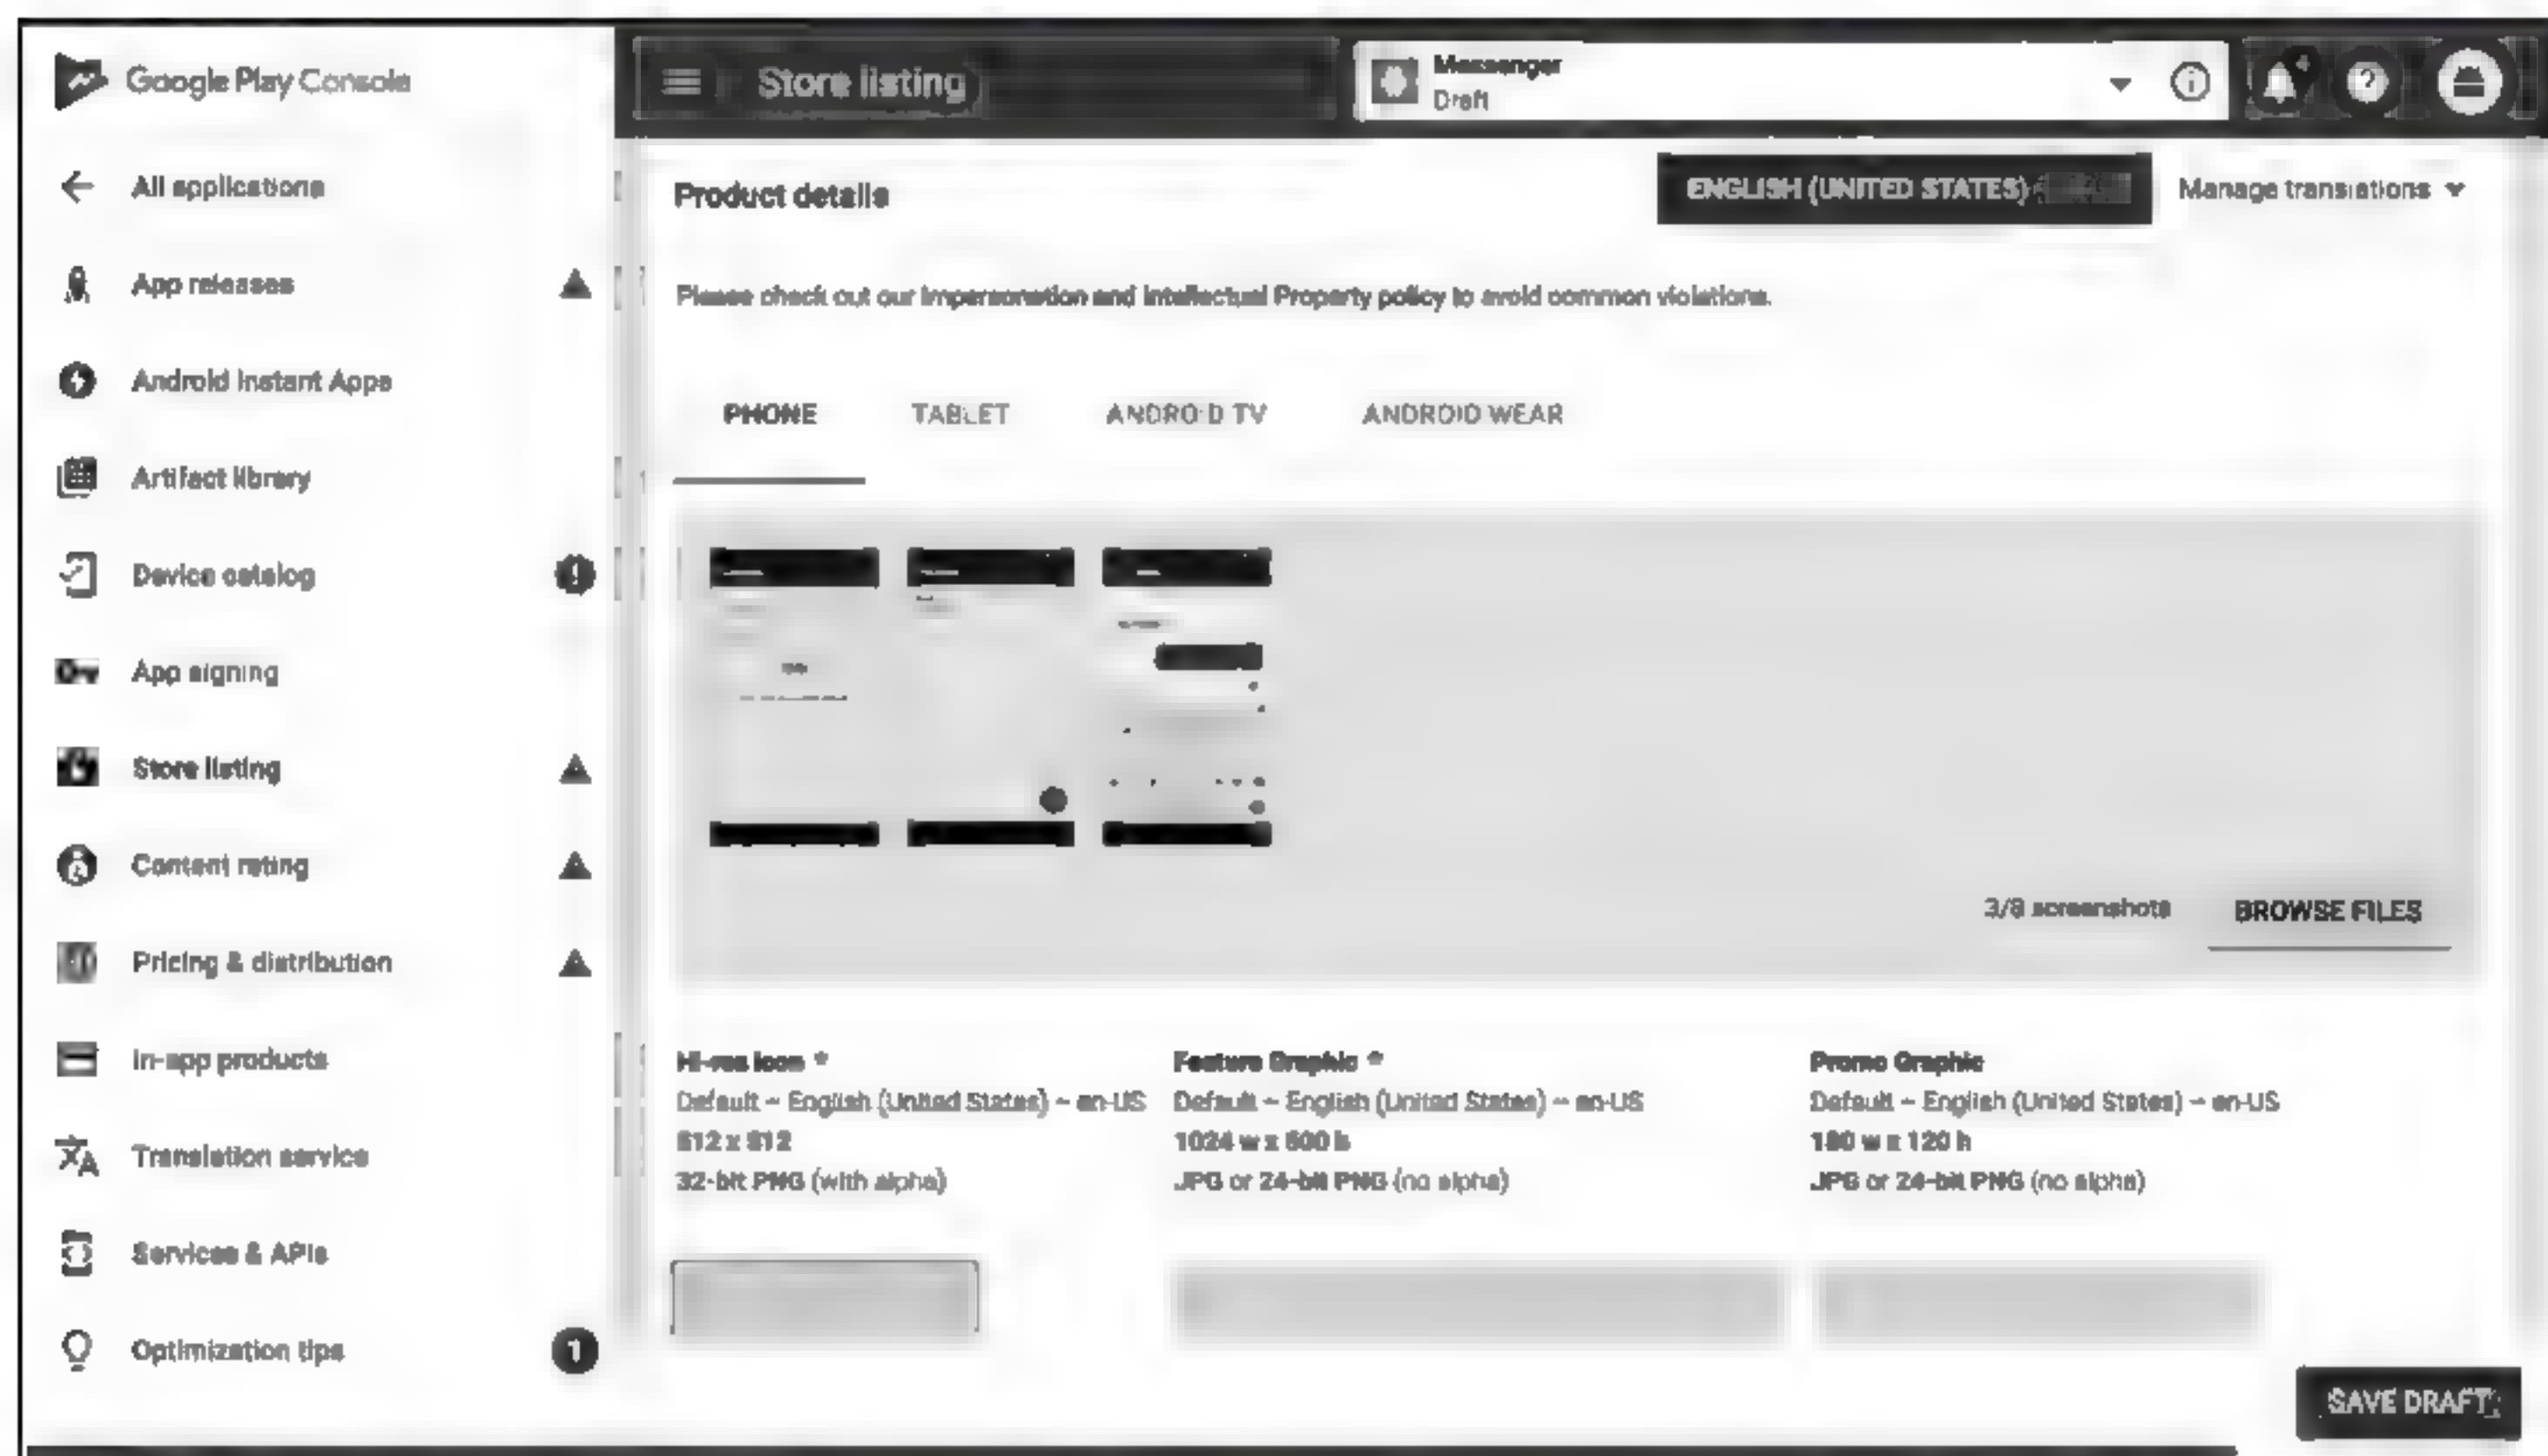 Google Play Console
All applications
App releases
Android Instant Apps
Artifact library
Device catalog
App signing
Store listing
Content rating
Pricing & distribution
In-app products
Translation service
Services & APIs
Optimization tips
1
Store listing
Messenger
Draft
4
Product details
ENGLISH (UNITED STATES)
Manage translations
Please check out our Impersonation and Intellectual Property policy to avoid common violations.
PHONE TABLET ANDROID TV ANDROID WEAR
3/8 screenshots BROWSE FILES
Hi-res icon *
Default – English (United States) – en-US
512 x 512
32-bit PNG (with alpha)
Feature Graphic *
Default – English (United States) – en-US
1024 w x 500 h
JPG or 24-bit PNG (no alpha)
Promo Graphic
Default – English (United States) – en-US
180 w x 120 h
JPG or 24-bit PNG (no alpha)
SAVE DRAFT